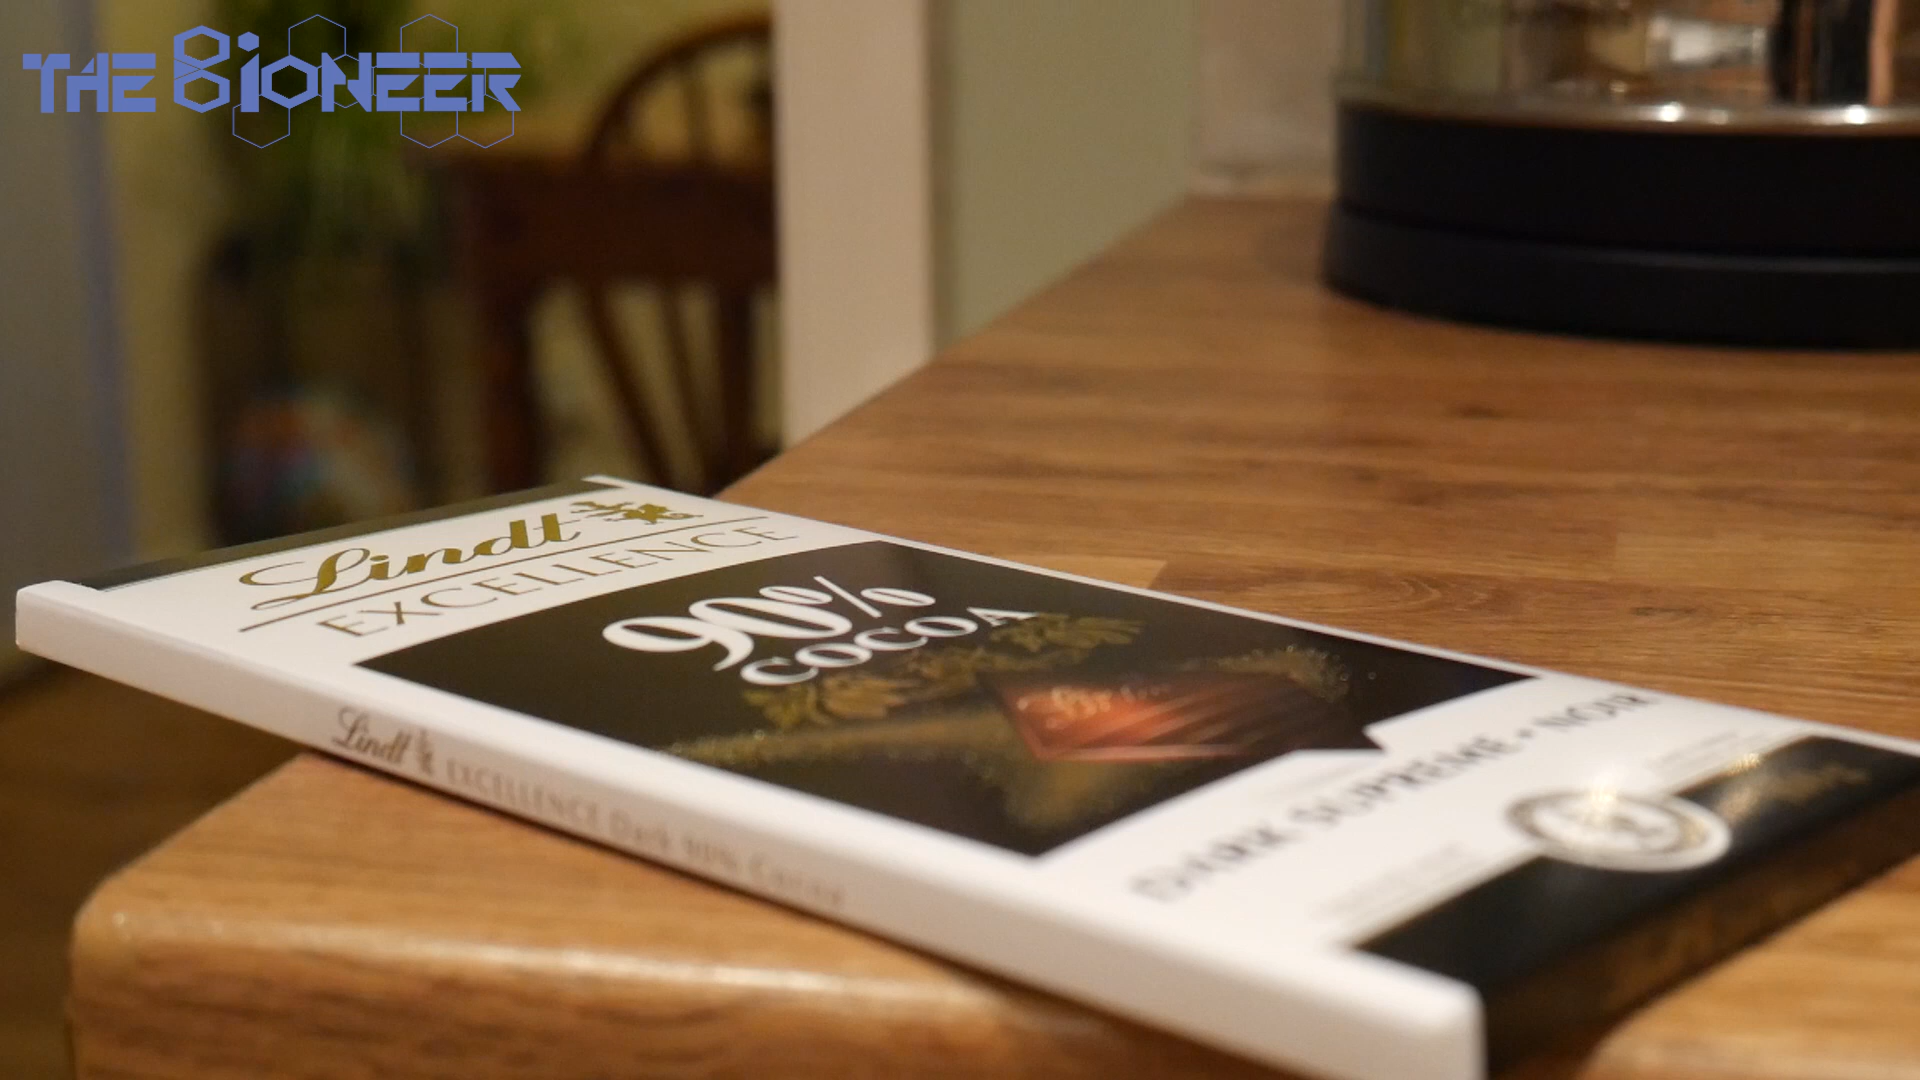 THE BIONEER
Lindt
EXCELLENCE
90%
COCOA
DARK SUPREME • NOIR
Lindt EXCELLENCE Dark 90% Cocoa